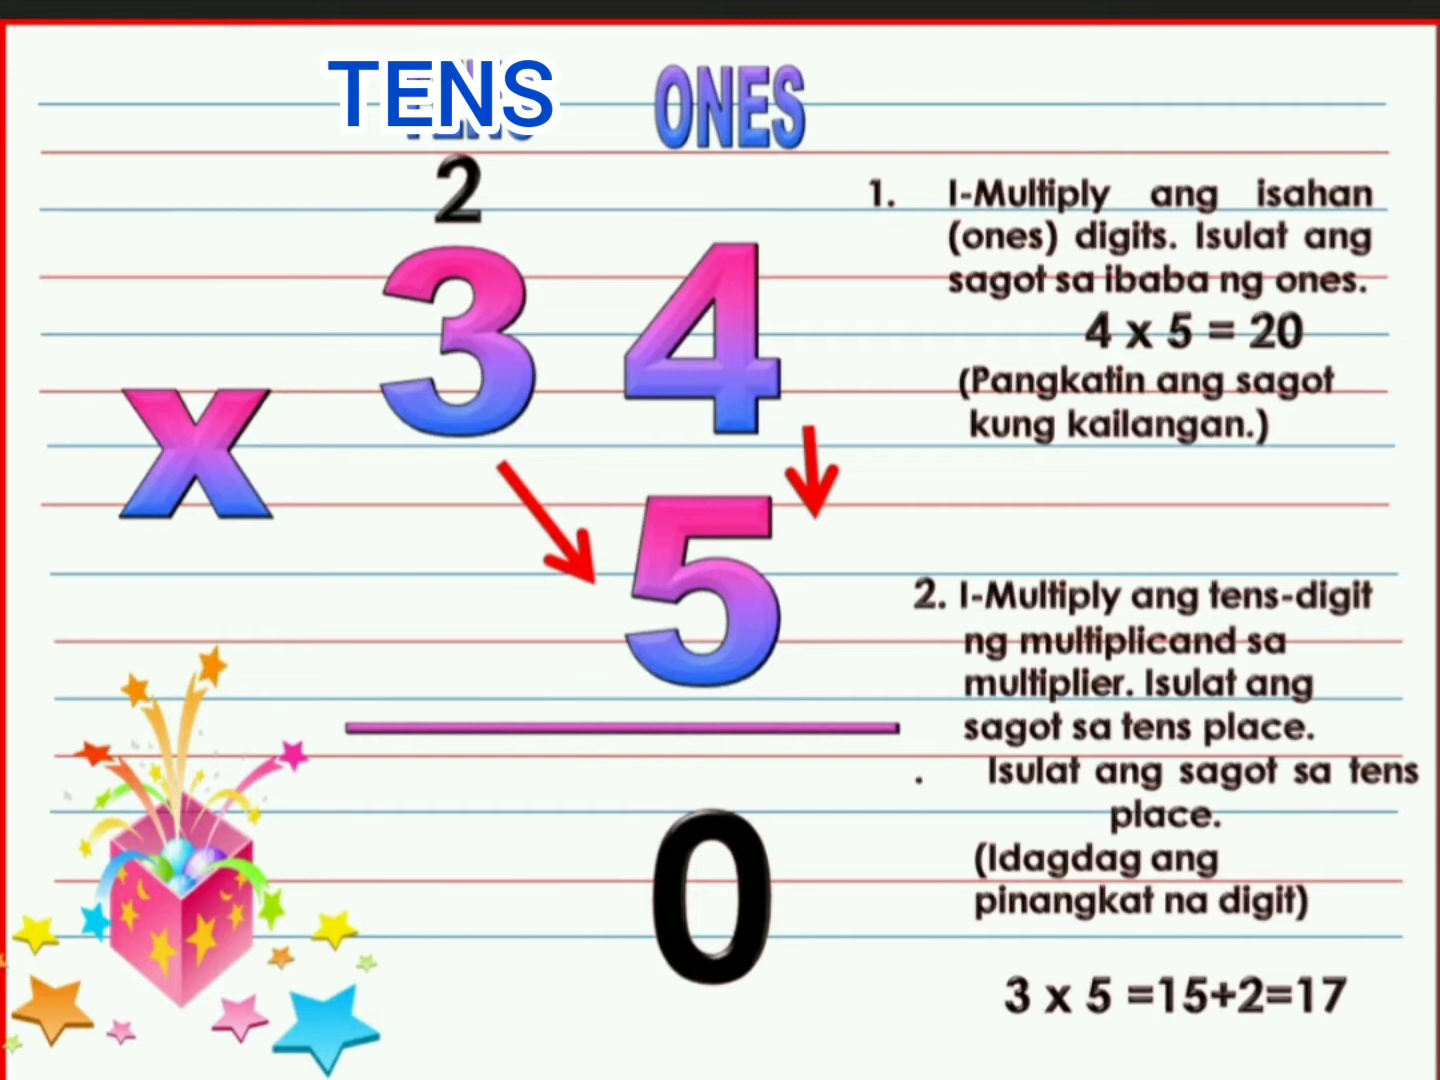 TENS ONES
2
3 4
x
5
0
1. I-Multiply ang isahan
(ones) digits. Isulat ang
sagot sa ibaba ng ones.
4 x 5 = 20
(Pangkatin ang sagot
kung kailangan.)
2. I-Multiply ang tens-digit
ng multiplicand sa
multiplier. Isulat ang
sagot sa tens place.
. Isulat ang sagot sa tens
place.
(Idagdag ang
pinangkat na digit)
3 x 5 =15+2=17